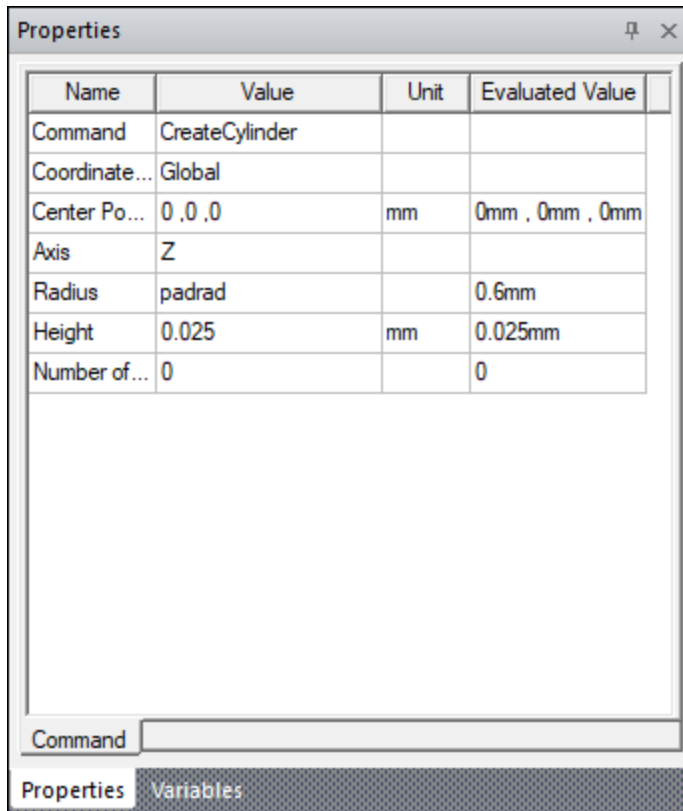 Properties
Name Value Unit Evaluated Value
Command CreateCylinder
Coordinate... Global
Center Po... 0 ,0 ,0 mm 0mm , 0mm , 0mm
Axis Z
Radius padrad 0.6mm
Height 0.025 mm 0.025mm
Number of... 0 0
Command
Properties Variables